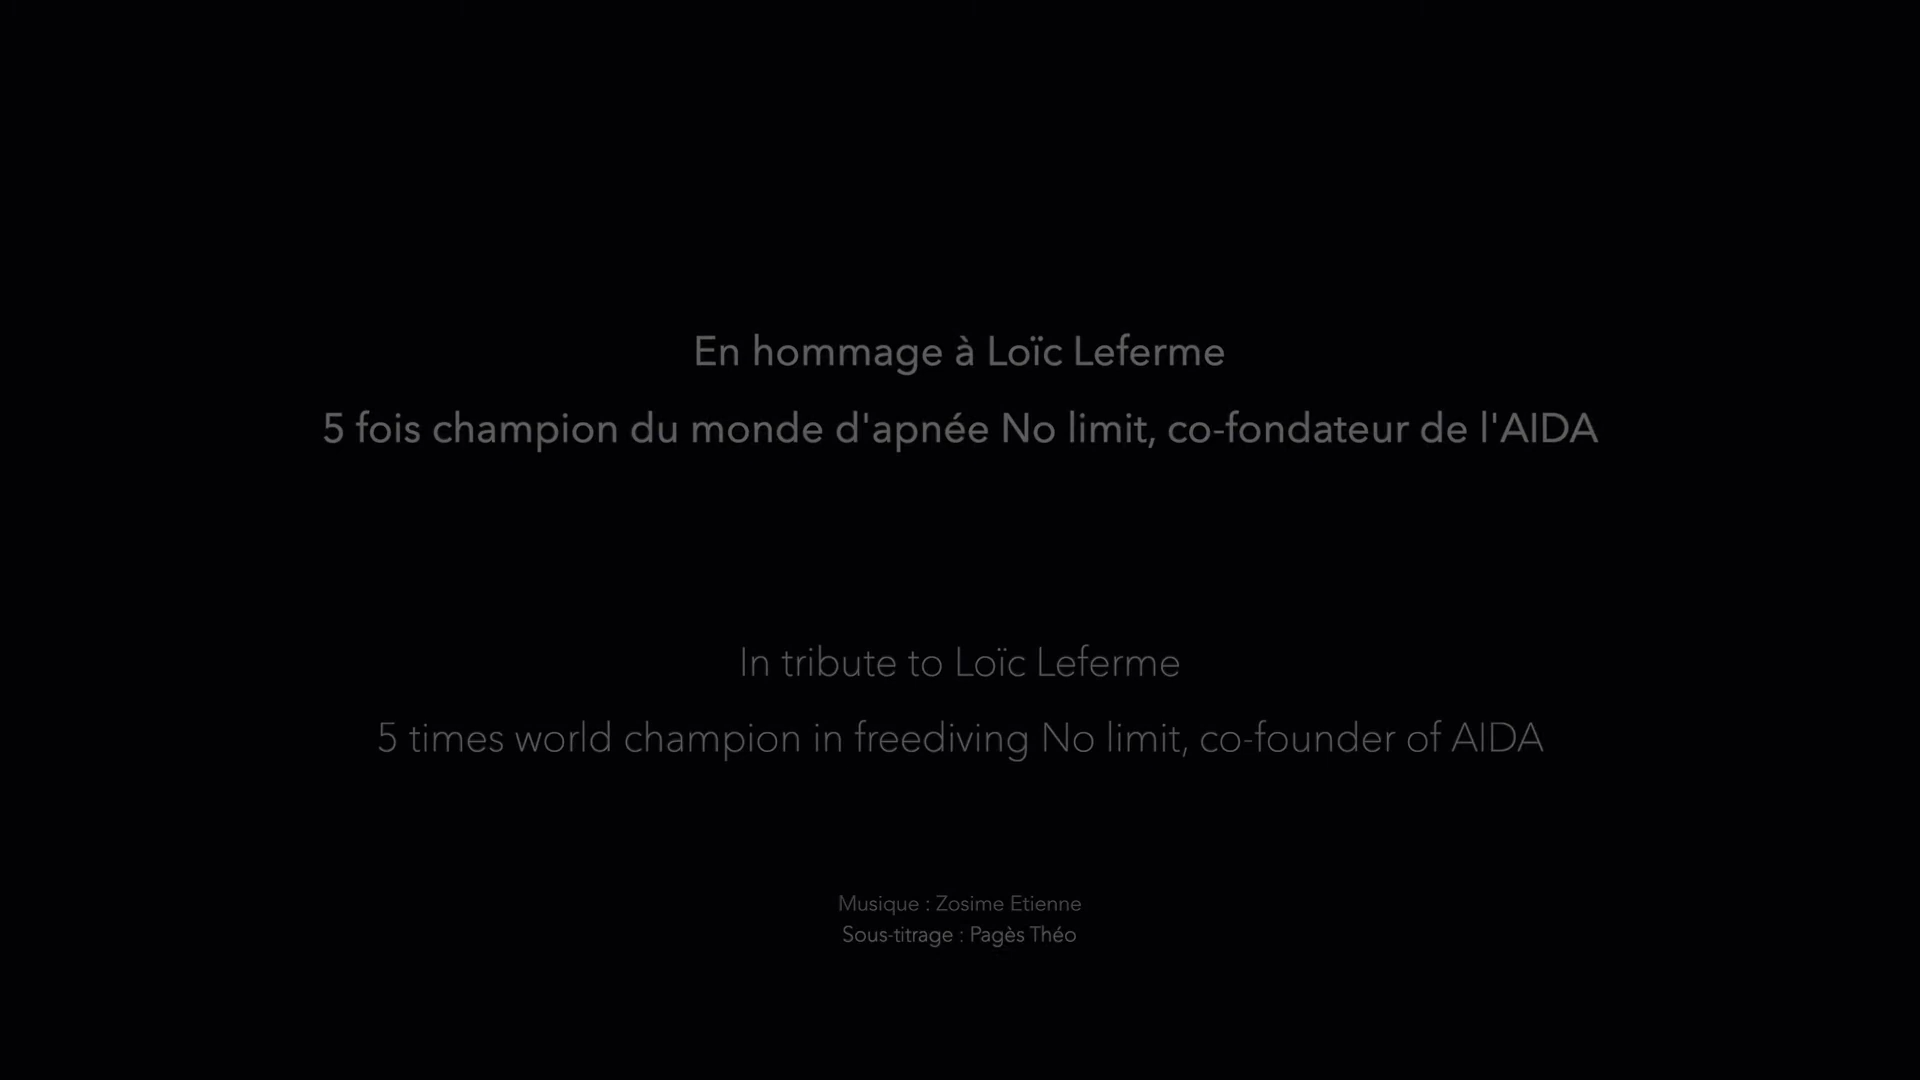 En hommage à Loïc Leferme
5 fois champion du monde d'apnée No limit, co-fondateur de l'AIDA
In tribute to Loïc Leferme
5 times world champion in freediving No limit, co-founder of AIDA
Musique : Zosime Etienne
Sous-titrage : Pagès Théo